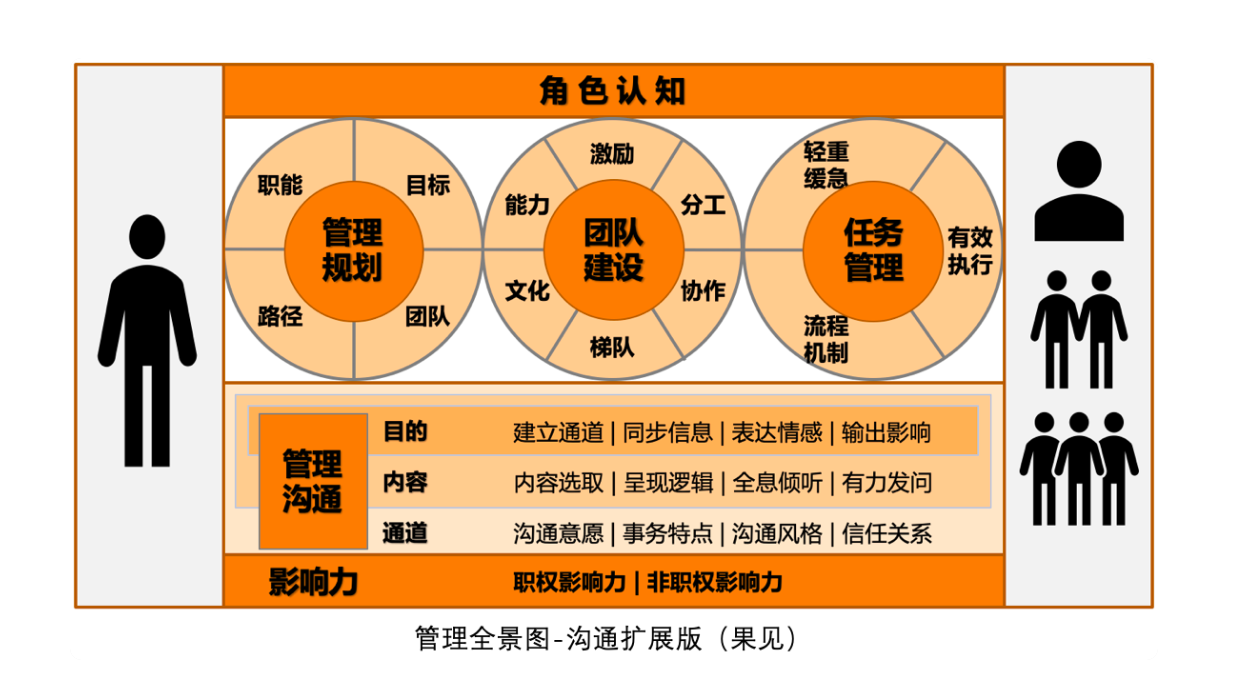 角色认知
职能
目标
管理
规划
路径
团队
激励
能力
分工
团队
建设
文化
协作
梯队
轻重
缓急
任务
管理
有效
执行
流程
机制
管理
沟通
目的
建立通道 | 同步信息 | 表达情感 | 输出影响
内容
内容选取 | 呈现逻辑 | 全息倾听 | 有力发问
通道
沟通意愿 | 事务特点 | 沟通风格 | 信任关系
影响力
职权影响力 | 非职权影响力
管理全景图-沟通扩展版（果见）